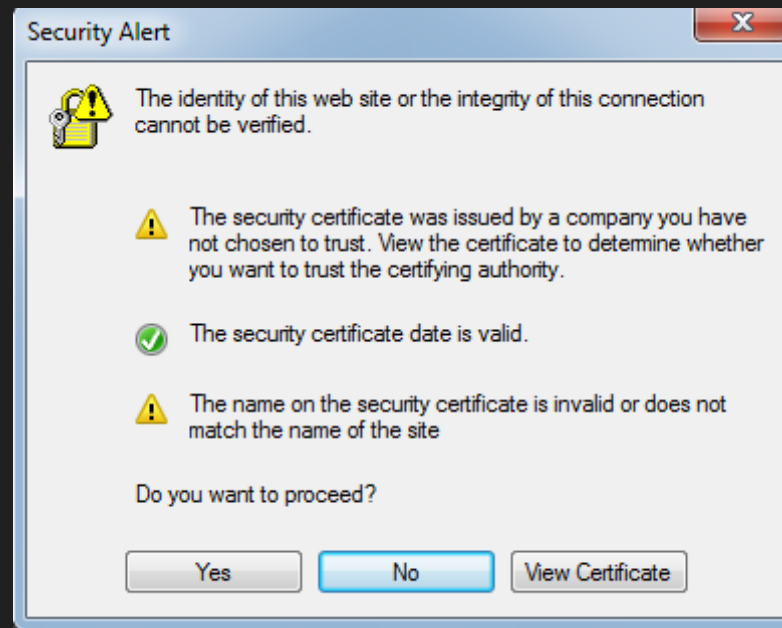 Security Alert
The identity of this web site or the integrity of this connection
cannot be verified.
The security certificate was issued by a company you have
not chosen to trust. View the certificate to determine whether
you want to trust the certifying authority.
The security certificate date is valid.
The name on the security certificate is invalid or does not
match the name of the site
Do you want to proceed?
Yes
No
View Certificate